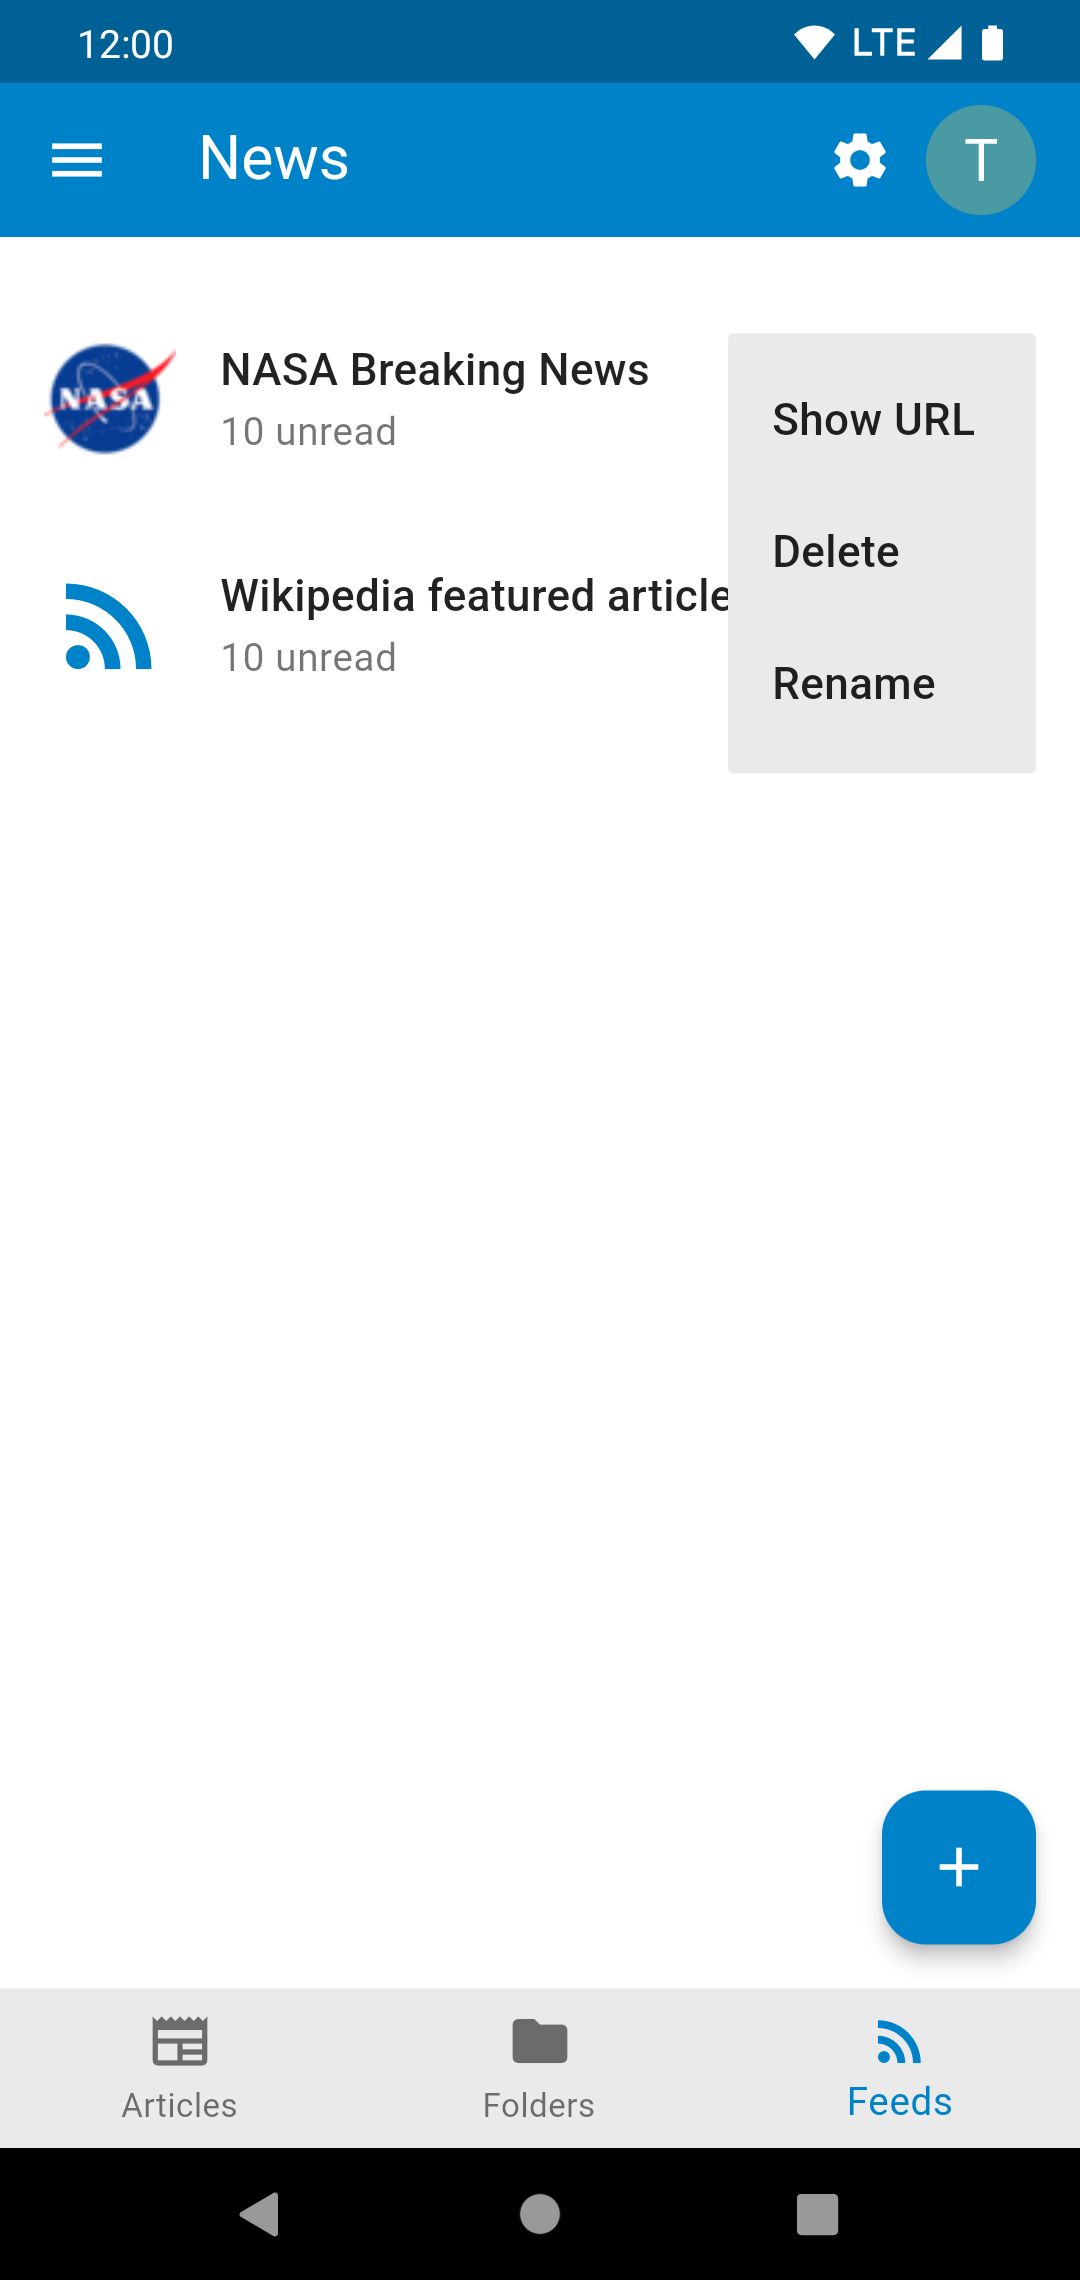 12:00
LTE
News
T
NASA
NASA Breaking News
10 unread
Wikipedia featured article
10 unread
Show URL
Delete
Rename
Articles
Folders
Feeds